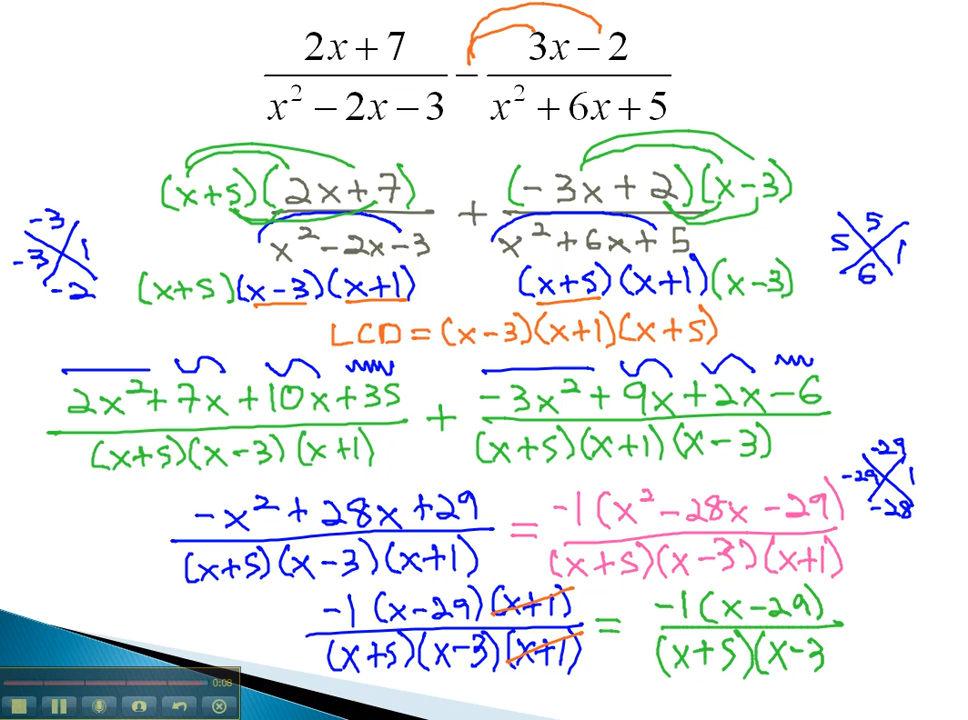 (2x + 7)/(x² − 2x − 3) − (3x − 2)/(x² + 6x + 5)
(x+5)(2x+7)/(x² − 2x − 3) + (−3x + 2)(x−3)/(x² + 6x + 5)
-3 -3 1 -2
5 5 1 6
(x+5)(x−3)(x+1) (x+5)(x+1)(x−3)
LCD = (x−3)(x+1)(x+5)
(2x² + 7x + 10x + 35)/((x+5)(x−3)(x+1)) + (−3x² + 9x + 2x − 6)/((x+5)(x+1)(x−3))
-29 -29 1 -28
(−x² + 28x + 29)/((x+5)(x−3)(x+1)) = −1(x² − 28x − 29)/((x+5)(x−3)(x+1))
−1(x−29)(x+1)/((x+5)(x−3)(x+1)) = −1(x−29)/(x+5)(x−3
0:08